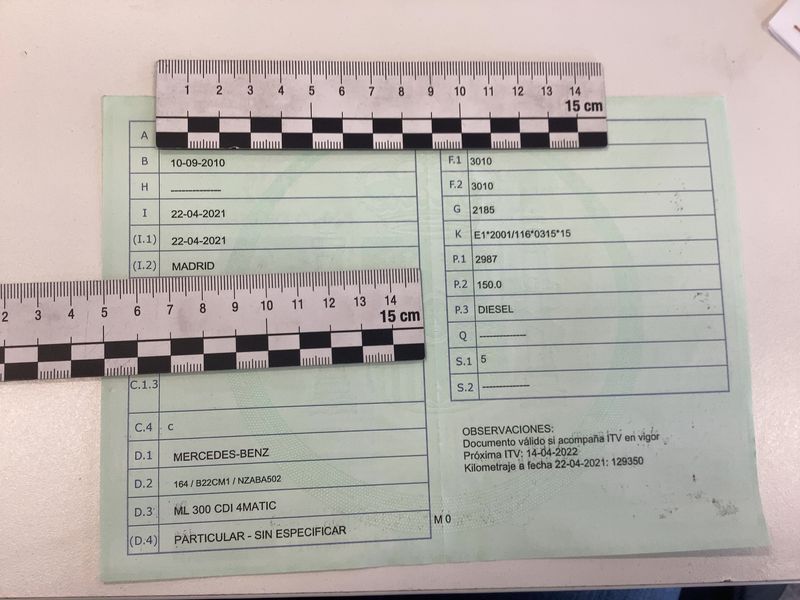 1 2 3 4 5 6 7 8 9 10 11 12 13 14
15 cm
A
B 10-09-2010
H ---------------
I 22-04-2021
(I.1) 22-04-2021
(I.2) MADRID
2 3 4 5 6 7 8 9 10 11 12 13 14
15 cm
C.1.3
C.4 c
D.1 MERCEDES-BENZ
D.2 164 / B22CM1 / NZABA502
D.3 ML 300 CDI 4MATIC
(D.4) PARTICULAR - SIN ESPECIFICAR
F.1 3010
F.2 3010
G 2185
K E1*2001/116*0315*15
P.1 2987
P.2 150.0
P.3 DIESEL
Q --------------
S.1 5
S.2 --------------
OBSERVACIONES:
Documento válido si acompaña ITV en vigor
Próxima ITV: 14-04-2022
Kilometraje a fecha 22-04-2021: 129350
M 0